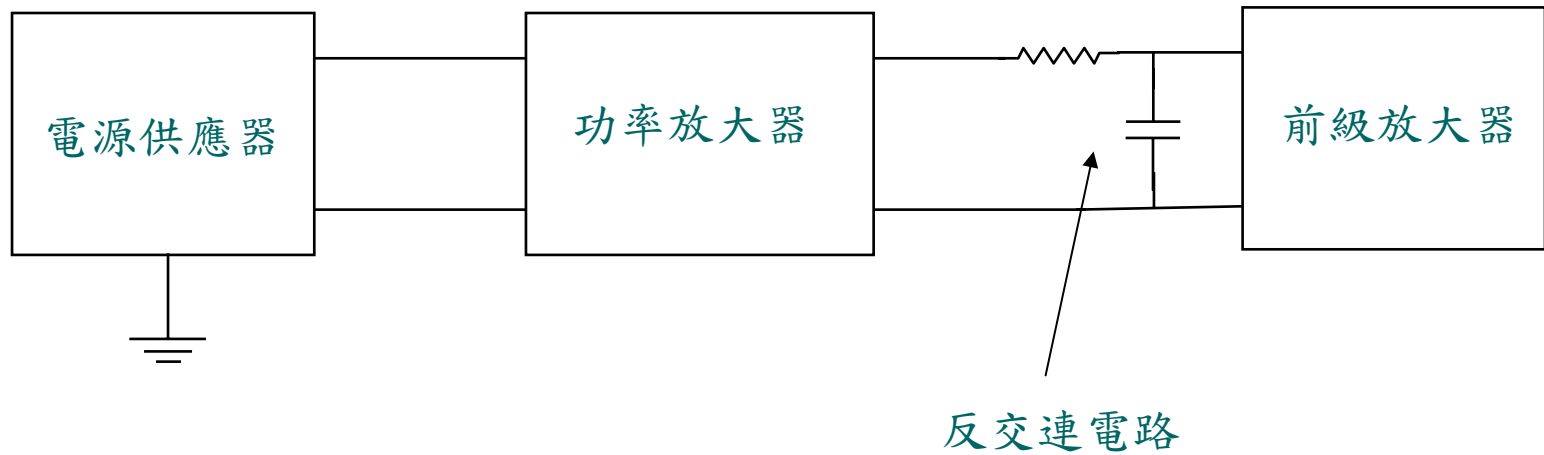 電源供應器
功率放大器
前級放大器
反交連電路